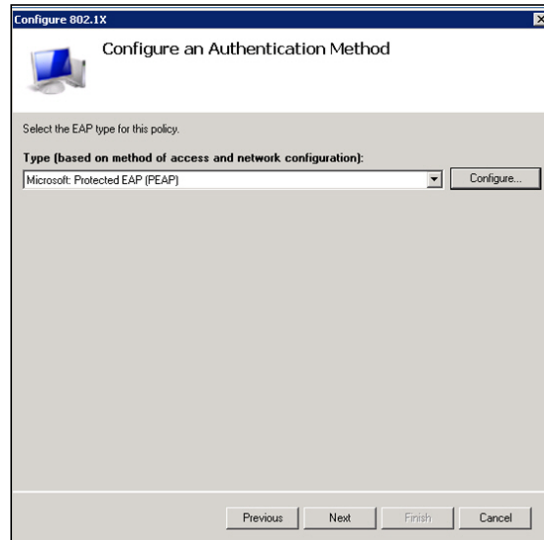 Configure 802.1X
Configure an Authentication Method
Select the EAP type for this policy.
Type (based on method of access and network configuration):
Microsoft: Protected EAP (PEAP)
Configure...
Previous
Next
Finish
Cancel